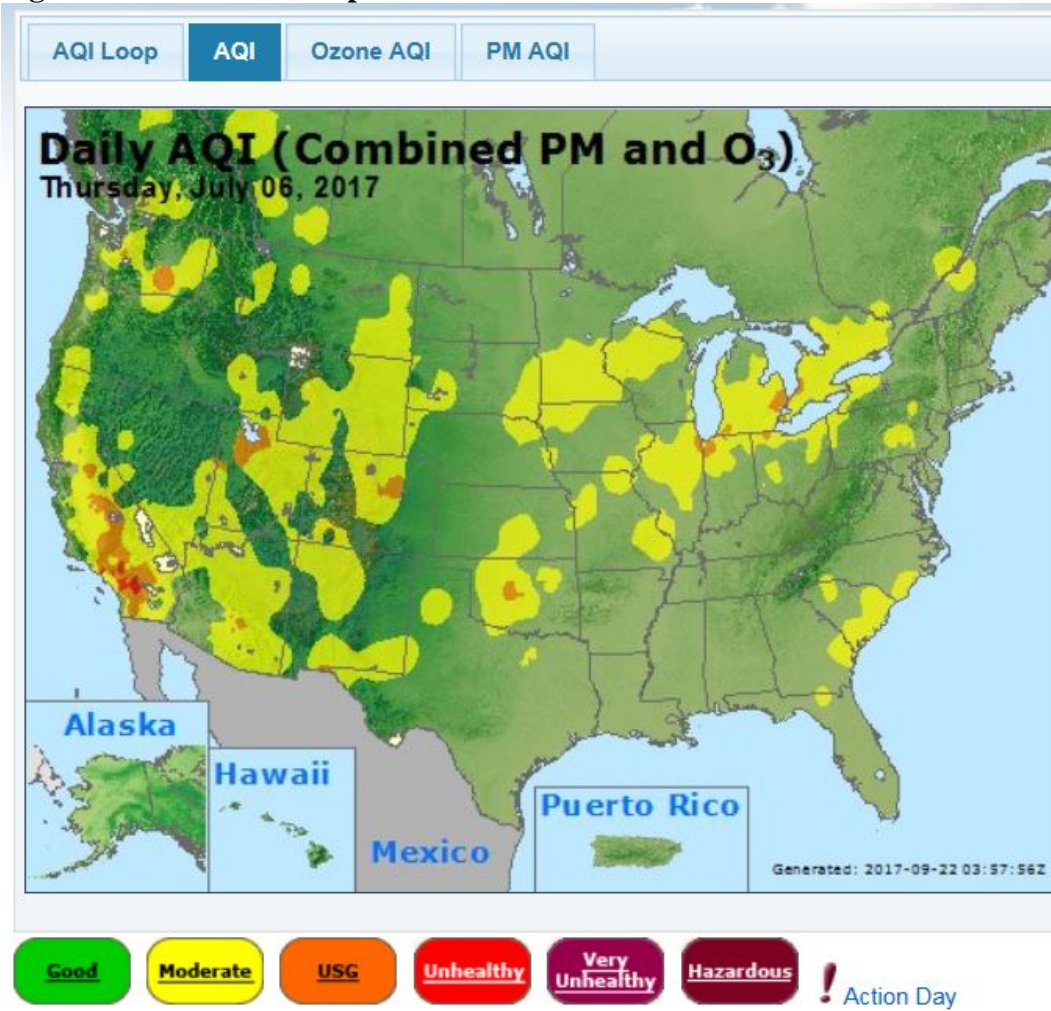 AQI Loop AQI Ozone AQI PM AQI
Daily AQI (Combined PM and O₃)
Thursday, July 06, 2017
Alaska
Hawaii
Puerto Rico
Mexico
Generated: 2017-09-22 03:57:56Z
Good Moderate USG Unhealthy Very Unhealthy Hazardous ! Action Day